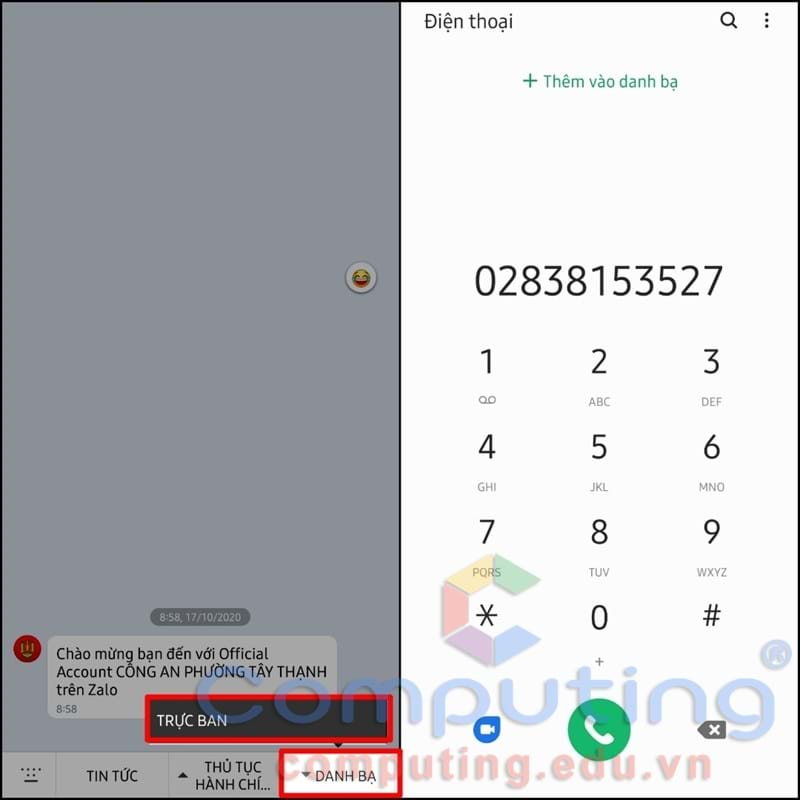 8:58, 17/10/2020
Chào mừng bạn đến với Official
Account CÔNG AN PHƯỜNG TÂY THẠNH
trên Zalo
8:58
TRỰC BAN
TIN TỨC
THỦ TỤC
HÀNH CHÍ...
DANH BẠ
Điện thoại
+ Thêm vào danh bạ
02838153527
1 2 3
ABC DEF
4 5 6
GHI JKL MNO
7 8 9
PQRS TUV WXYZ
* 0 #
+
Computing®
computing.edu.vn